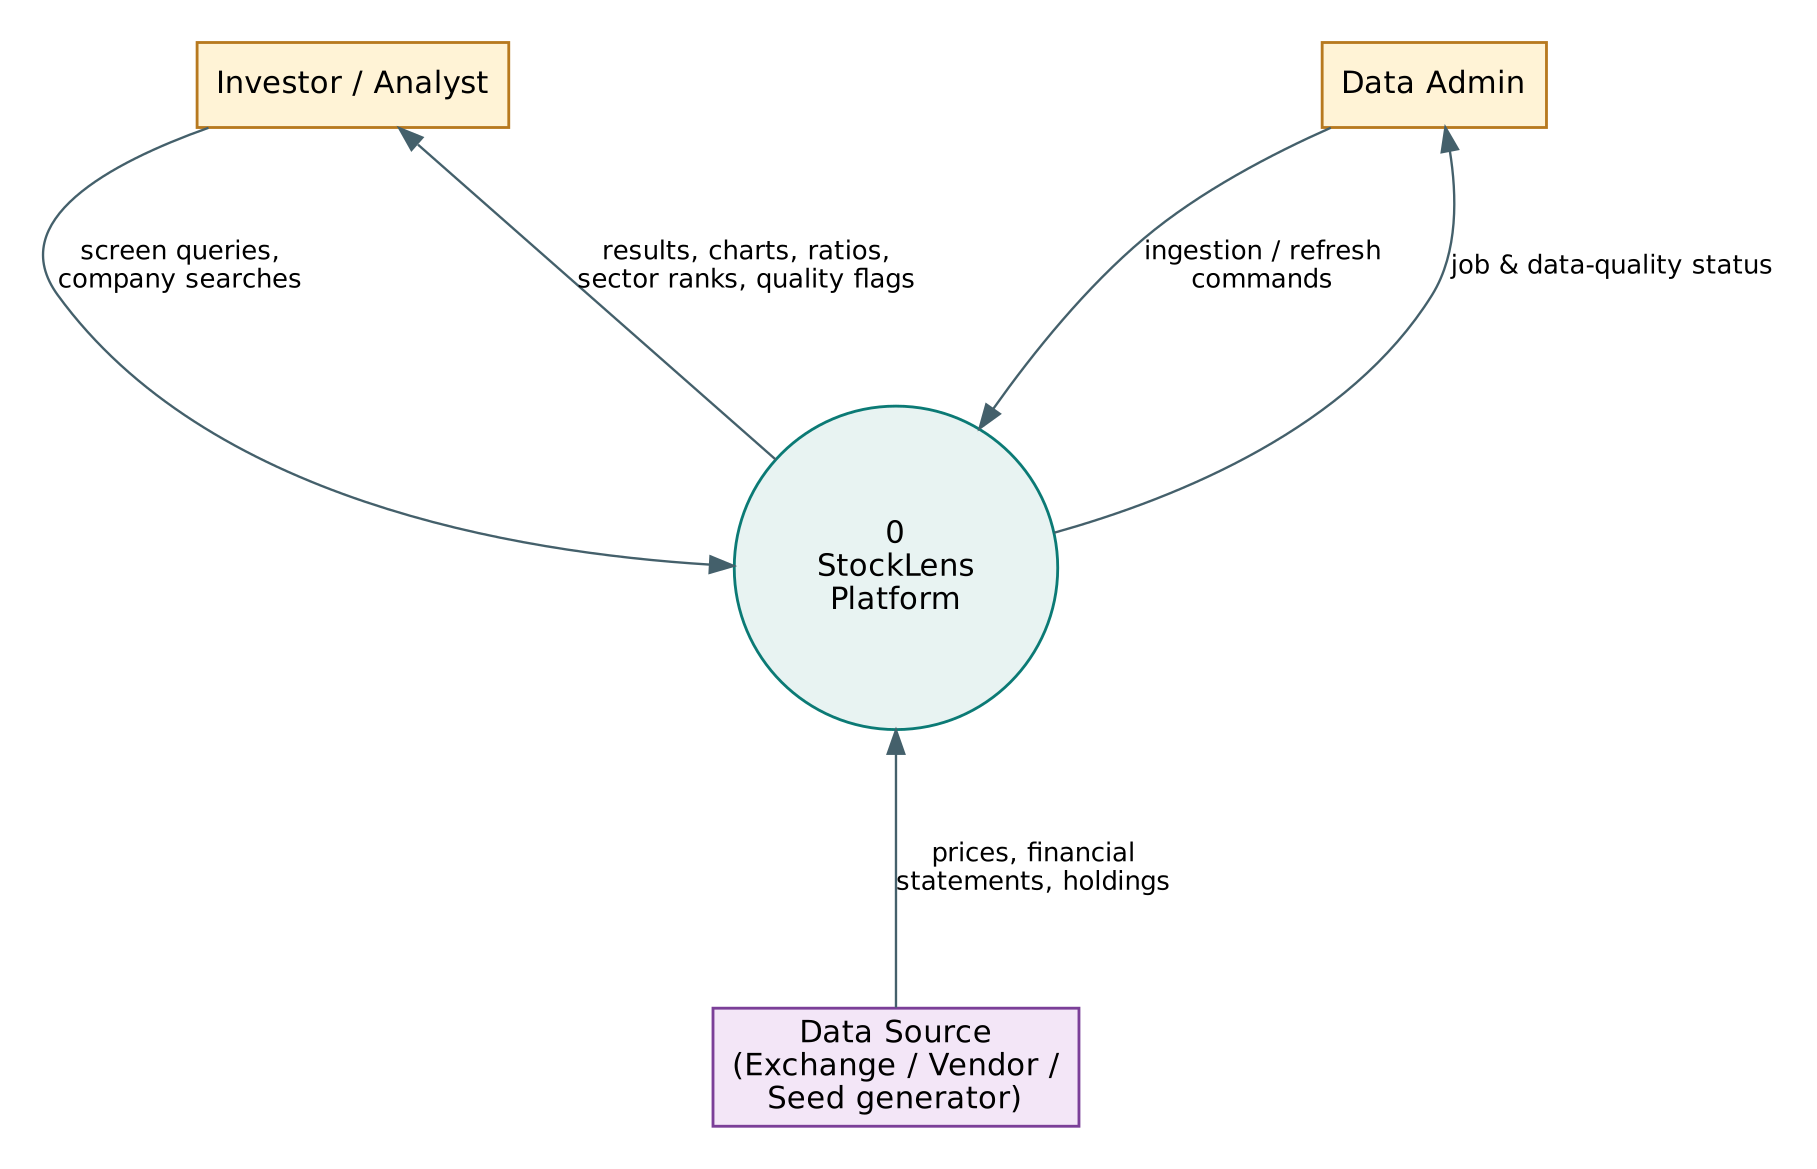 Investor / Analyst
Data Admin
screen queries,
company searches
results, charts, ratios,
sector ranks, quality flags
ingestion / refresh
commands
job & data-quality status
0
StockLens
Platform
prices, financial
statements, holdings
Data Source
(Exchange / Vendor /
Seed generator)